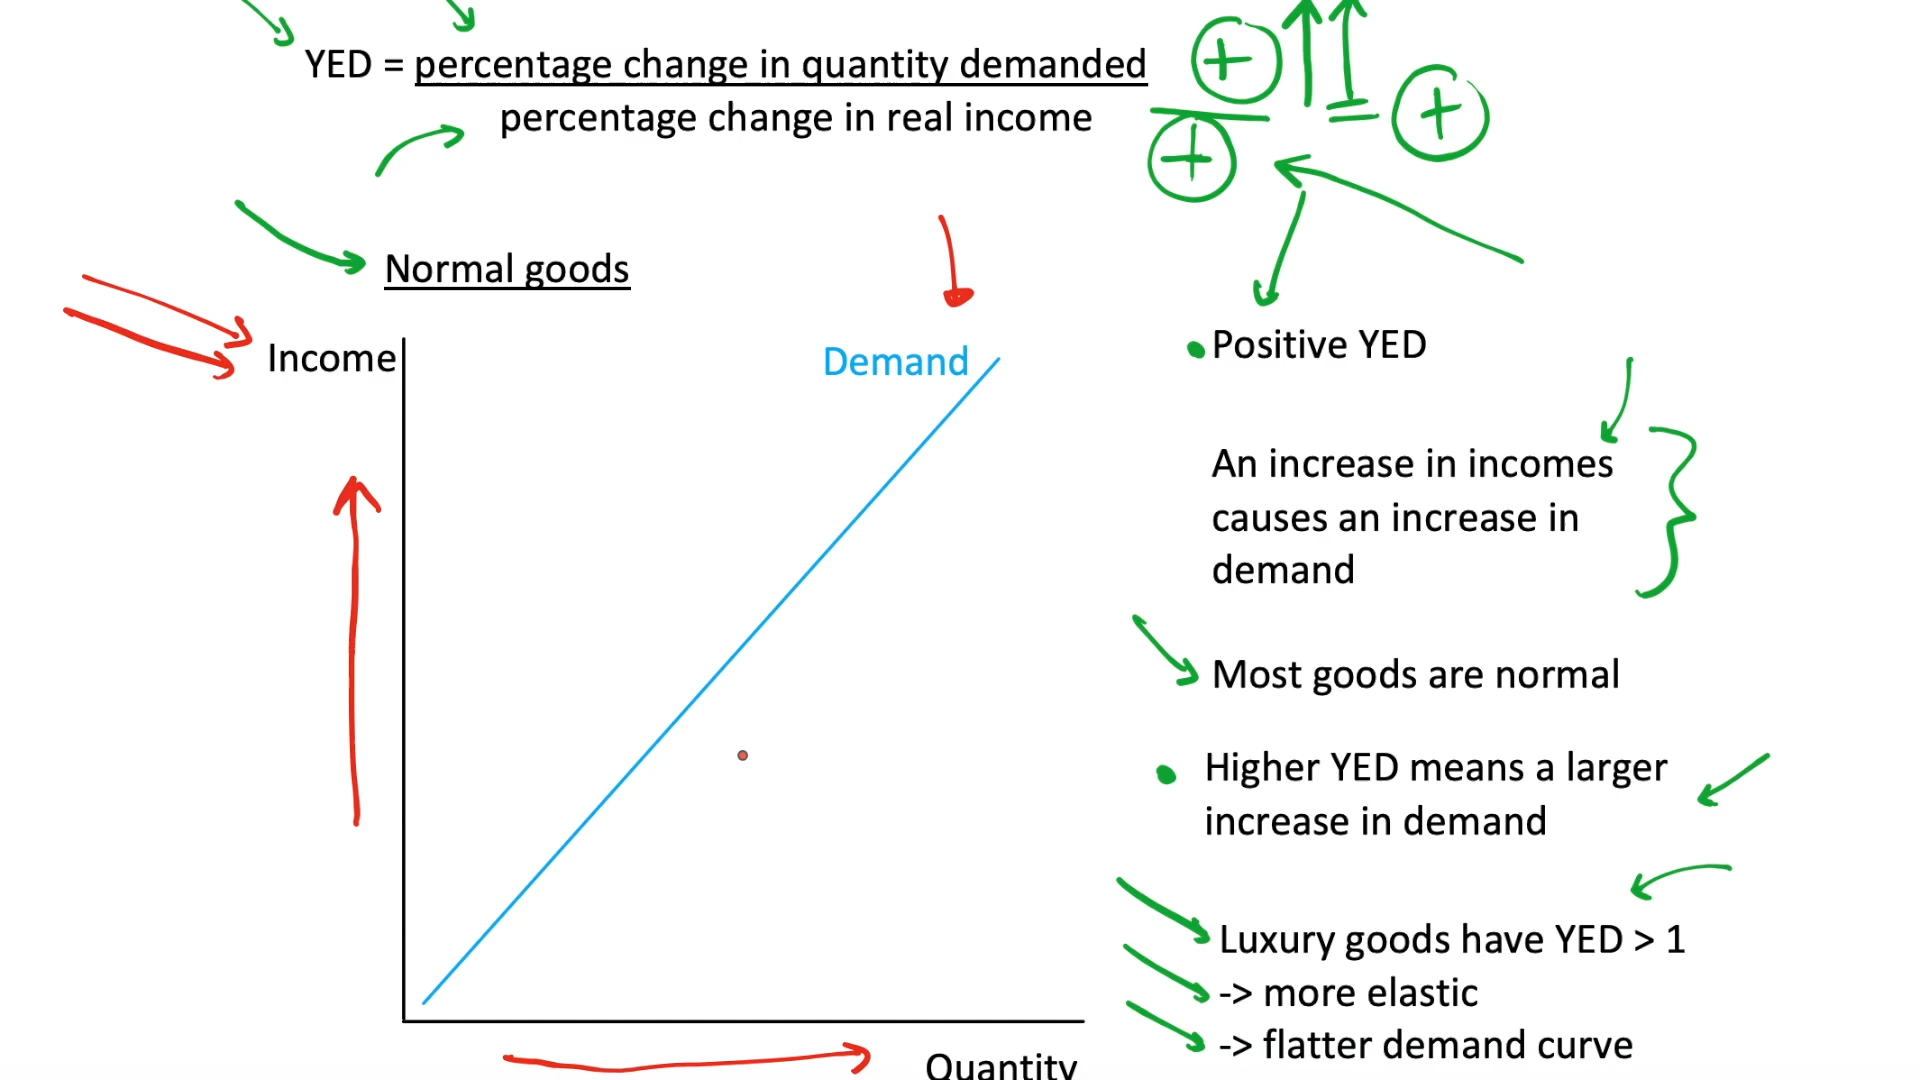 YED = percentage change in quantity demanded
percentage change in real income
+
+
=
+
Normal goods
Income
Demand
Positive YED
An increase in incomes
causes an increase in
demand
Most goods are normal
Higher YED means a larger
increase in demand
Luxury goods have YED > 1
-> more elastic
-> flatter demand curve
Quantity